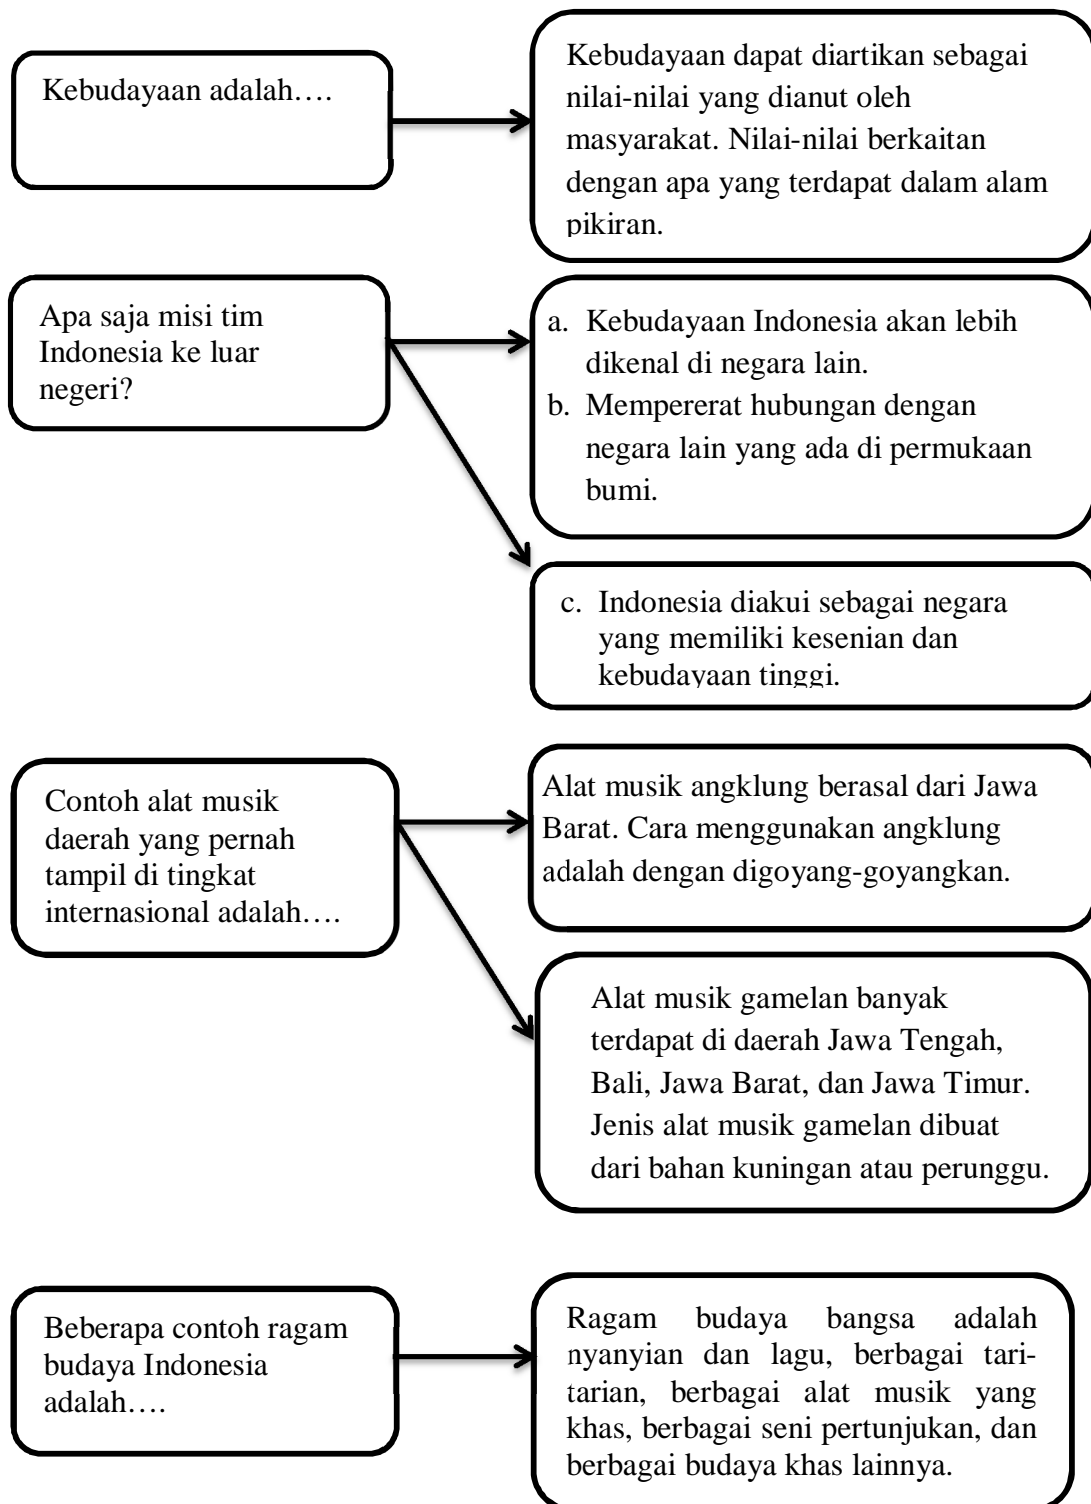 Kebudayaan adalah….
Kebudayaan dapat diartikan sebagai
nilai-nilai yang dianut oleh
masyarakat. Nilai-nilai berkaitan
dengan apa yang terdapat dalam alam
pikiran.
Apa saja misi tim
Indonesia ke luar
negeri?
a. Kebudayaan Indonesia akan lebih
dikenal di negara lain.
b. Mempererat hubungan dengan
negara lain yang ada di permukaan
bumi.
c. Indonesia diakui sebagai negara
yang memiliki kesenian dan
kebudayaan tinggi.
Contoh alat musik
daerah yang pernah
tampil di tingkat
internasional adalah….
Alat musik angklung berasal dari Jawa
Barat. Cara menggunakan angklung
adalah dengan digoyang-goyangkan.
Alat musik gamelan banyak
terdapat di daerah Jawa Tengah,
Bali, Jawa Barat, dan Jawa Timur.
Jenis alat musik gamelan dibuat
dari bahan kuningan atau perunggu.
Beberapa contoh ragam
budaya Indonesia
adalah….
Ragam budaya bangsa adalah
nyanyian dan lagu, berbagai tari-
tarian, berbagai alat musik yang
khas, berbagai seni pertunjukan, dan
berbagai budaya khas lainnya.